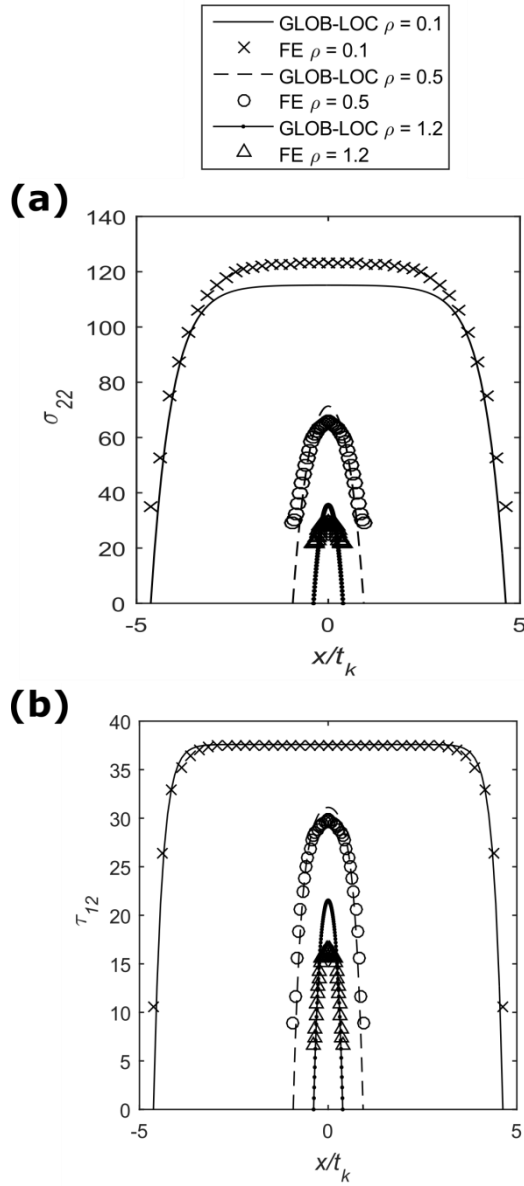 GLOB-LOC ρ = 0.1
FE ρ = 0.1
GLOB-LOC ρ = 0.5
FE ρ = 0.5
GLOB-LOC ρ = 1.2
FE ρ = 1.2
(a)
140
120
100
80
60
40
20
0
σ22
-5
0
5
x/tk
(b)
40
35
30
25
20
15
10
5
0
τ12
-5
0
5
x/tk